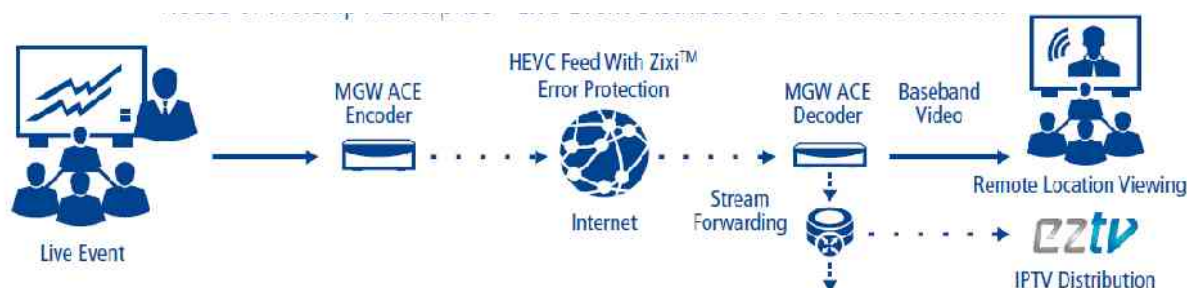 HEVC Feed With Zixi™
Error Protection
MGW ACE
Encoder
MGW ACE
Decoder
Baseband
Video
Remote Location Viewing
Stream
Forwarding
Internet
Live Event
eztv
IPTV Distribution